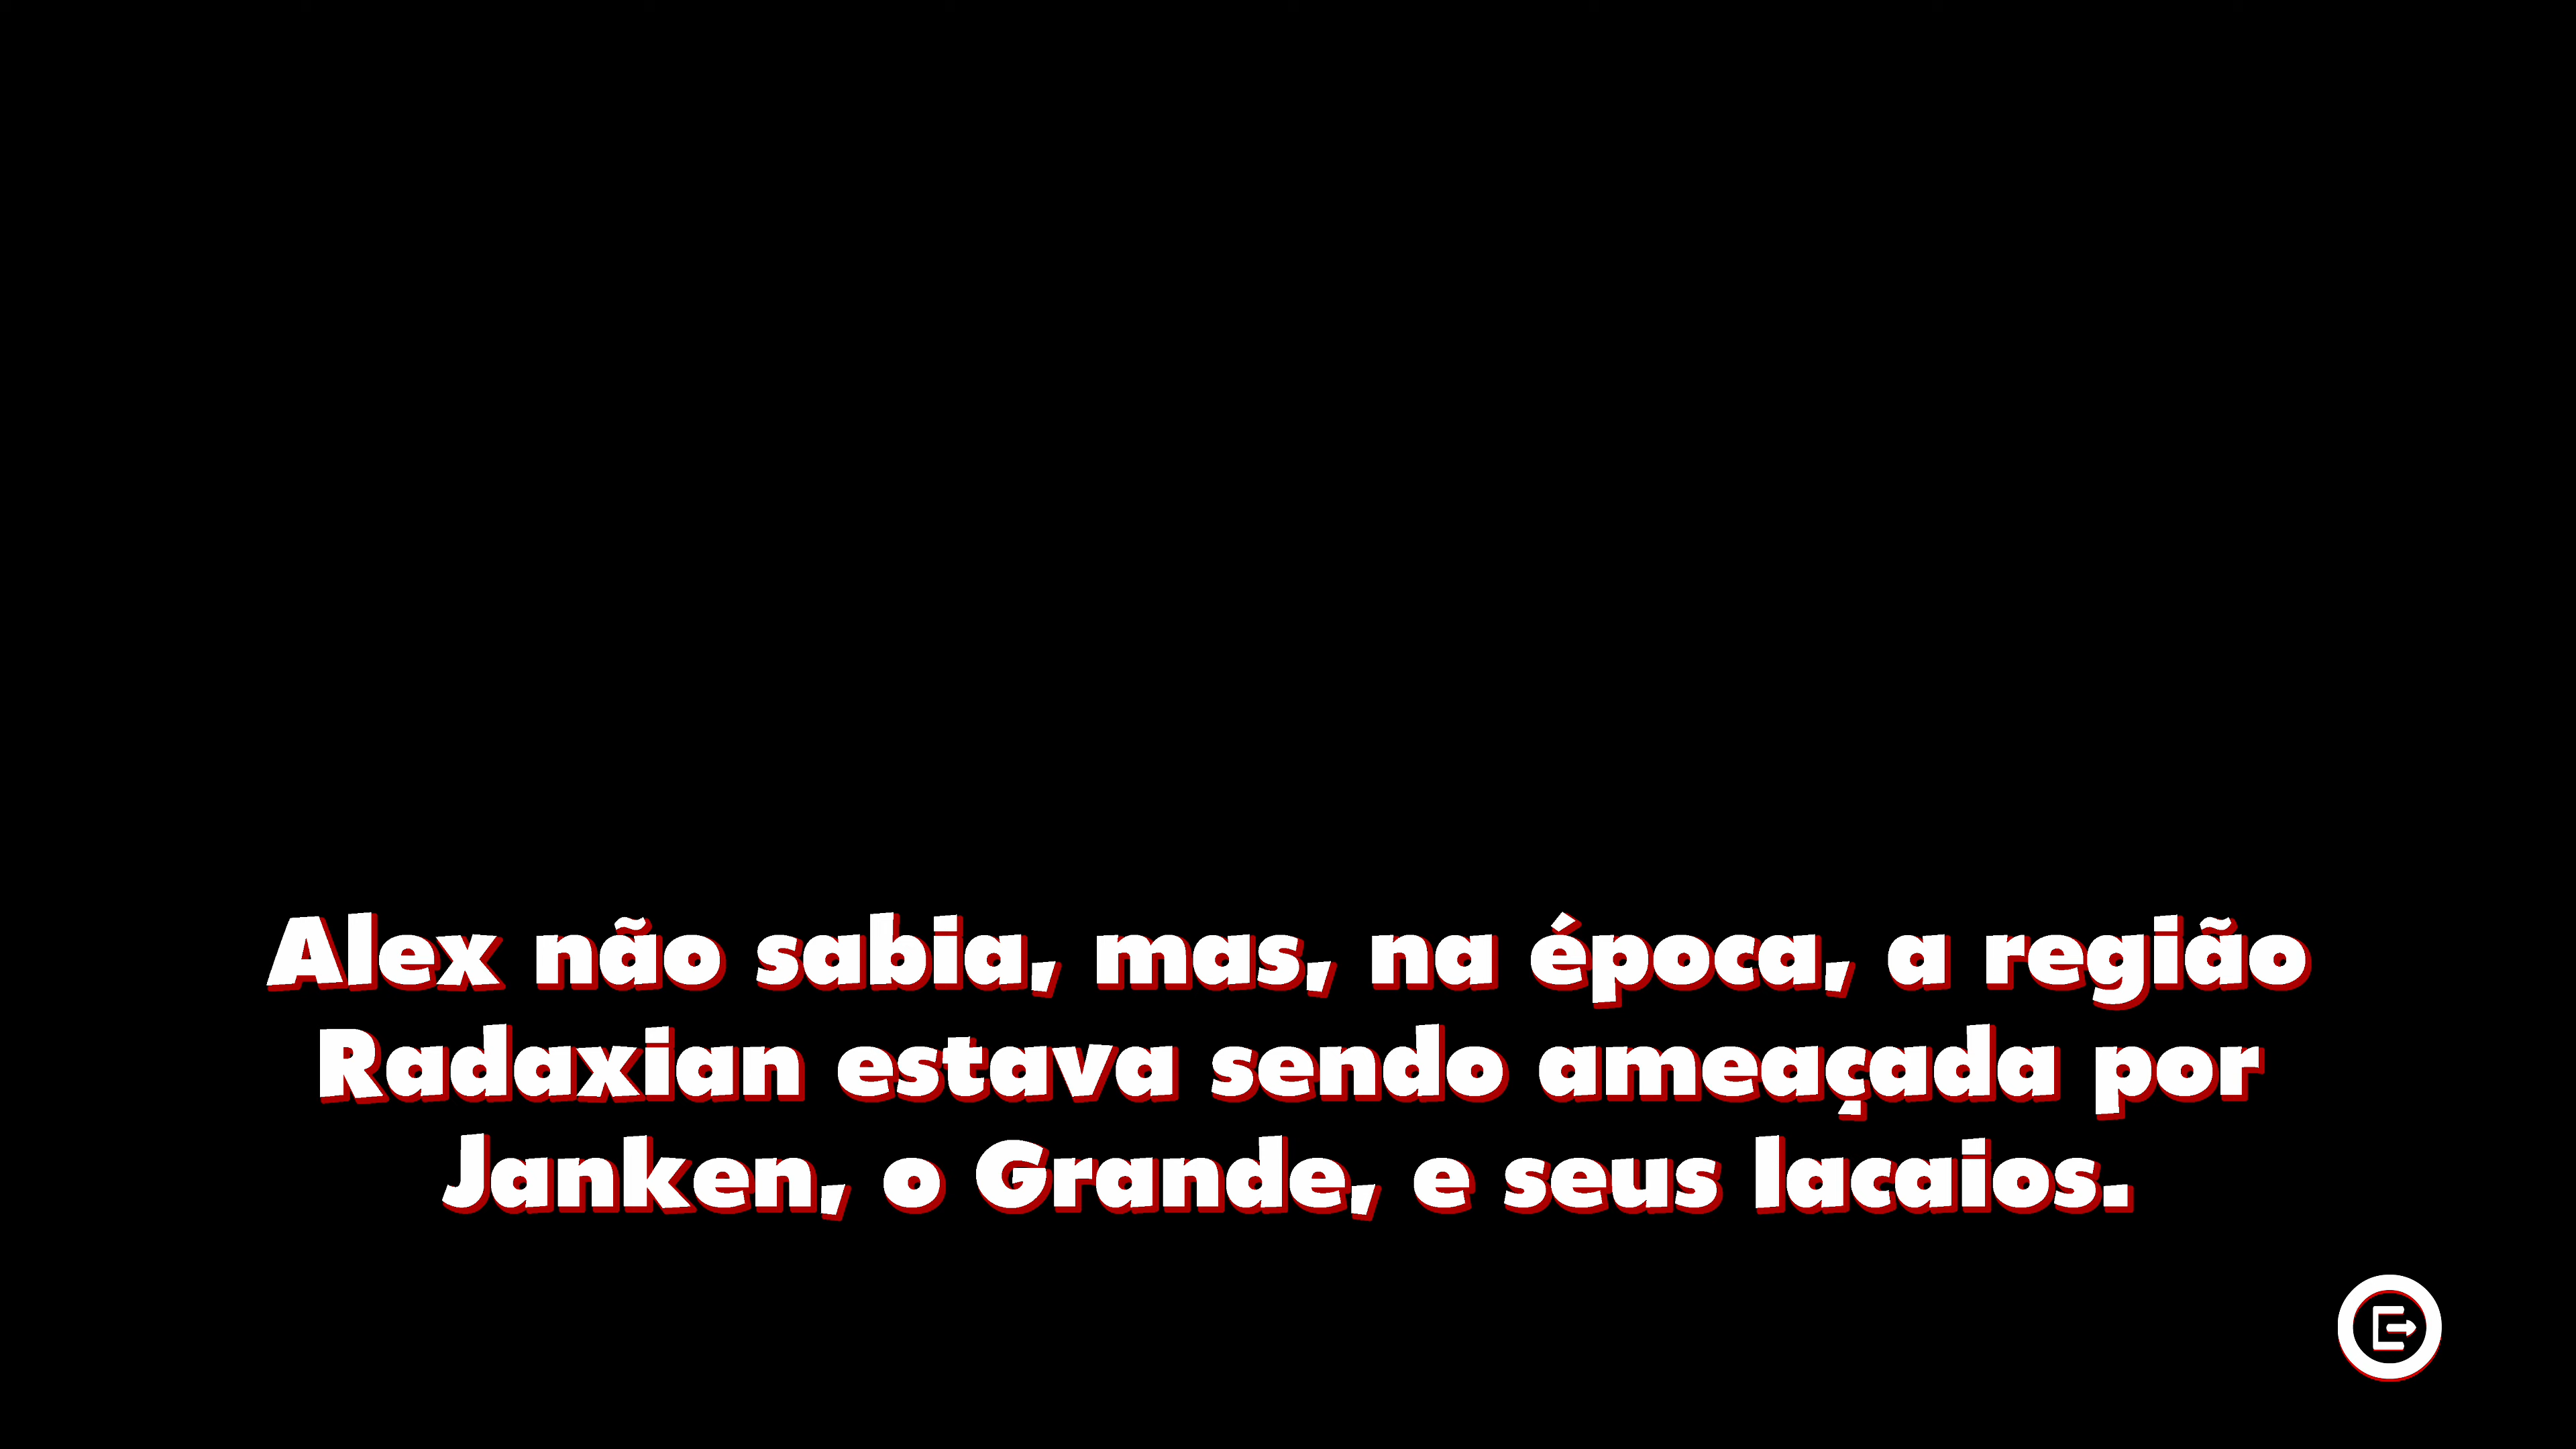 Alex não sabia, mas, na época, a região
Radaxian estava sendo ameaçada por
Janken, o Grande, e seus lacaios.